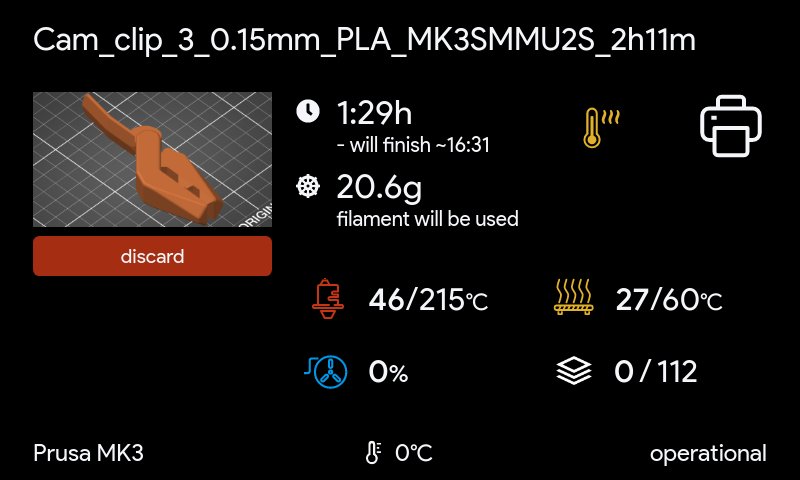 Cam_clip_3_0.15mm_PLA_MK3SMMU2S_2h11m
ORIGIN
discard
1:29h
- will finish ~16:31
20.6g
filament will be used
46/215°C
27/60°C
0%
0 / 112
Prusa MK3
0°C
operational